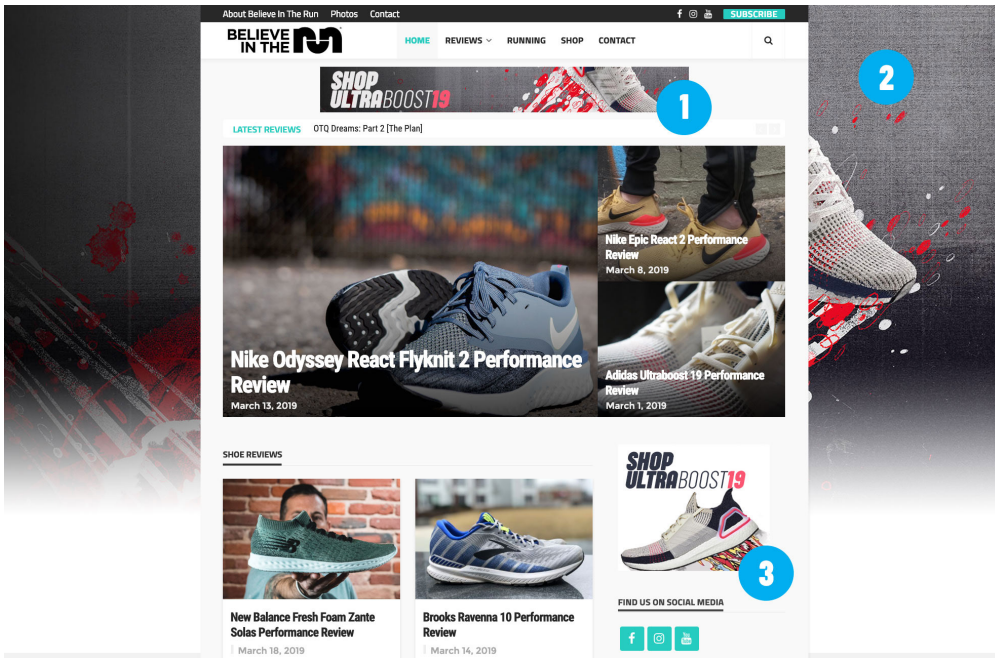 About Believe In The Run Photos Contact SUBSCRIBE
BELIEVE
IN THE
HOME REVIEWS RUNNING SHOP CONTACT
SHOP
ULTRABOOST19
1
2
LATEST REVIEWS OTQ Dreams: Part 2 [The Plan]
Nike Epic React 2 Performance
Review
March 8, 2019
Nike Odyssey React Flyknit 2 Performance
Review
March 13, 2019
Adidas Ultraboost 19 Performance
Review
March 1, 2019
SHOE REVIEWS
SHOP
ULTRABOOST19
3
New Balance Fresh Foam Zante
Solas Performance Review
March 18, 2019
Brooks Ravenna 10 Performance
Review
March 14, 2019
FIND US ON SOCIAL MEDIA